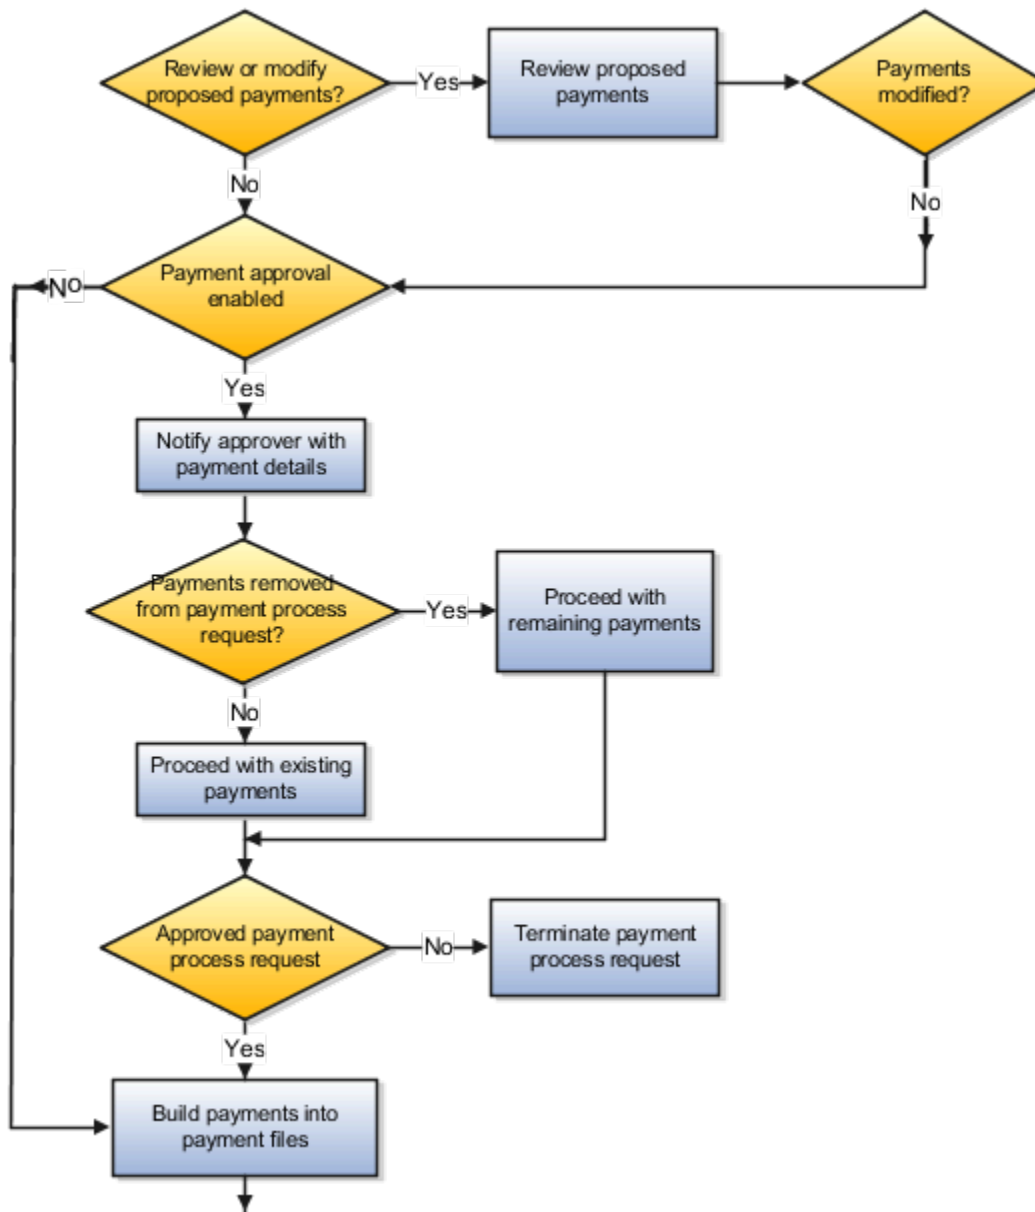 Review or modify
proposed payments?
Yes
Review proposed
payments
Payments
modified?
No
No
Payment approval
enabled
No
Yes
Notify approver with
payment details
Payments removed
from payment process
request?
Yes
Proceed with
remaining payments
No
Proceed with existing
payments
Approved payment
process request
No
Terminate payment
process request
Yes
Build payments into
payment files